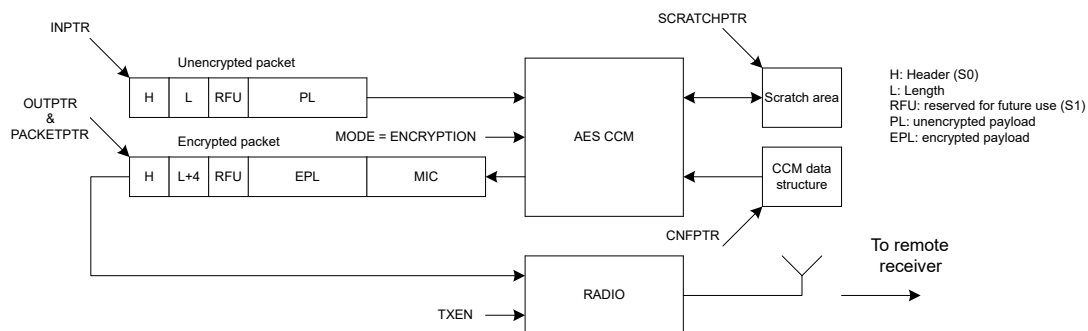 INPTR
SCRATCHPTR
Unencrypted packet
H
L
RFU
PL
OUTPTR
&
PACKETPTR
MODE = ENCRYPTION
AES CCM
Scratch area
H: Header (S0)
L: Length
RFU: reserved for future use (S1)
PL: unencrypted payload
EPL: encrypted payload
Encrypted packet
H
L+4
RFU
EPL
MIC
CCM data
structure
CNFPTR
To remote
receiver
RADIO
TXEN